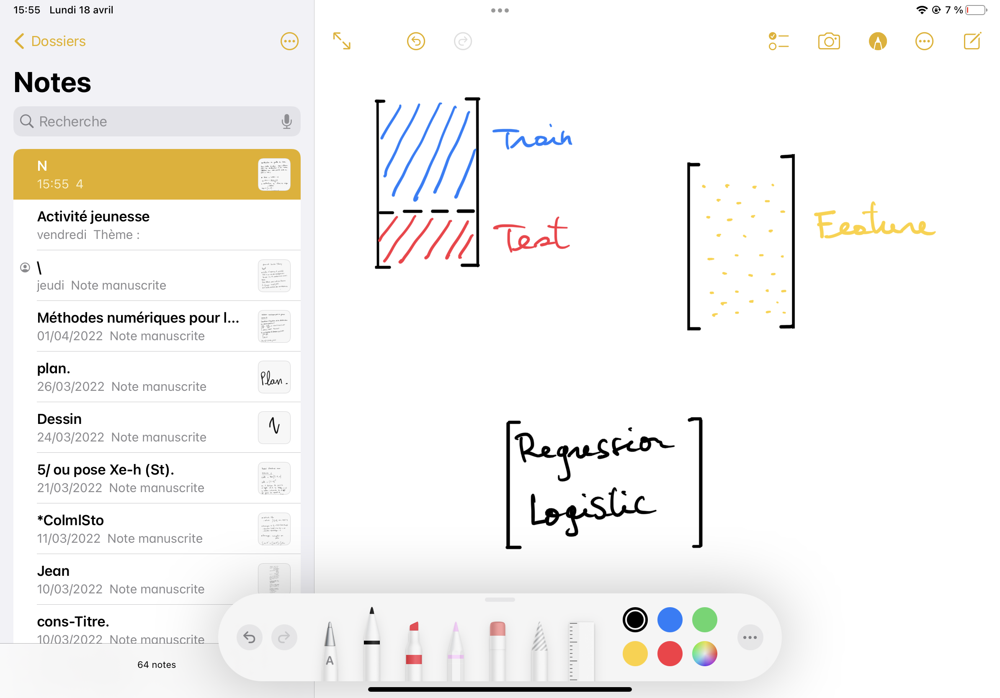 15:55 Lundi 18 avril
7 %
Dossiers
Notes
Recherche
N
15:55 4
Activité jeunesse
vendredi Thème :
\
jeudi Note manuscrite
Méthodes numériques pour l...
01/04/2022 Note manuscrite
plan.
26/03/2022 Note manuscrite
Plan.
Dessin
24/03/2022 Note manuscrite
5/ ou pose Xe-h (St).
21/03/2022 Note manuscrite
*ColmlSto
11/03/2022 Note manuscrite
Jean
10/03/2022 Note manuscrite
cons-Titre.
10/03/2022 Note manuscrite
64 notes
Train
Test
Feature
Regression
Logistic
A